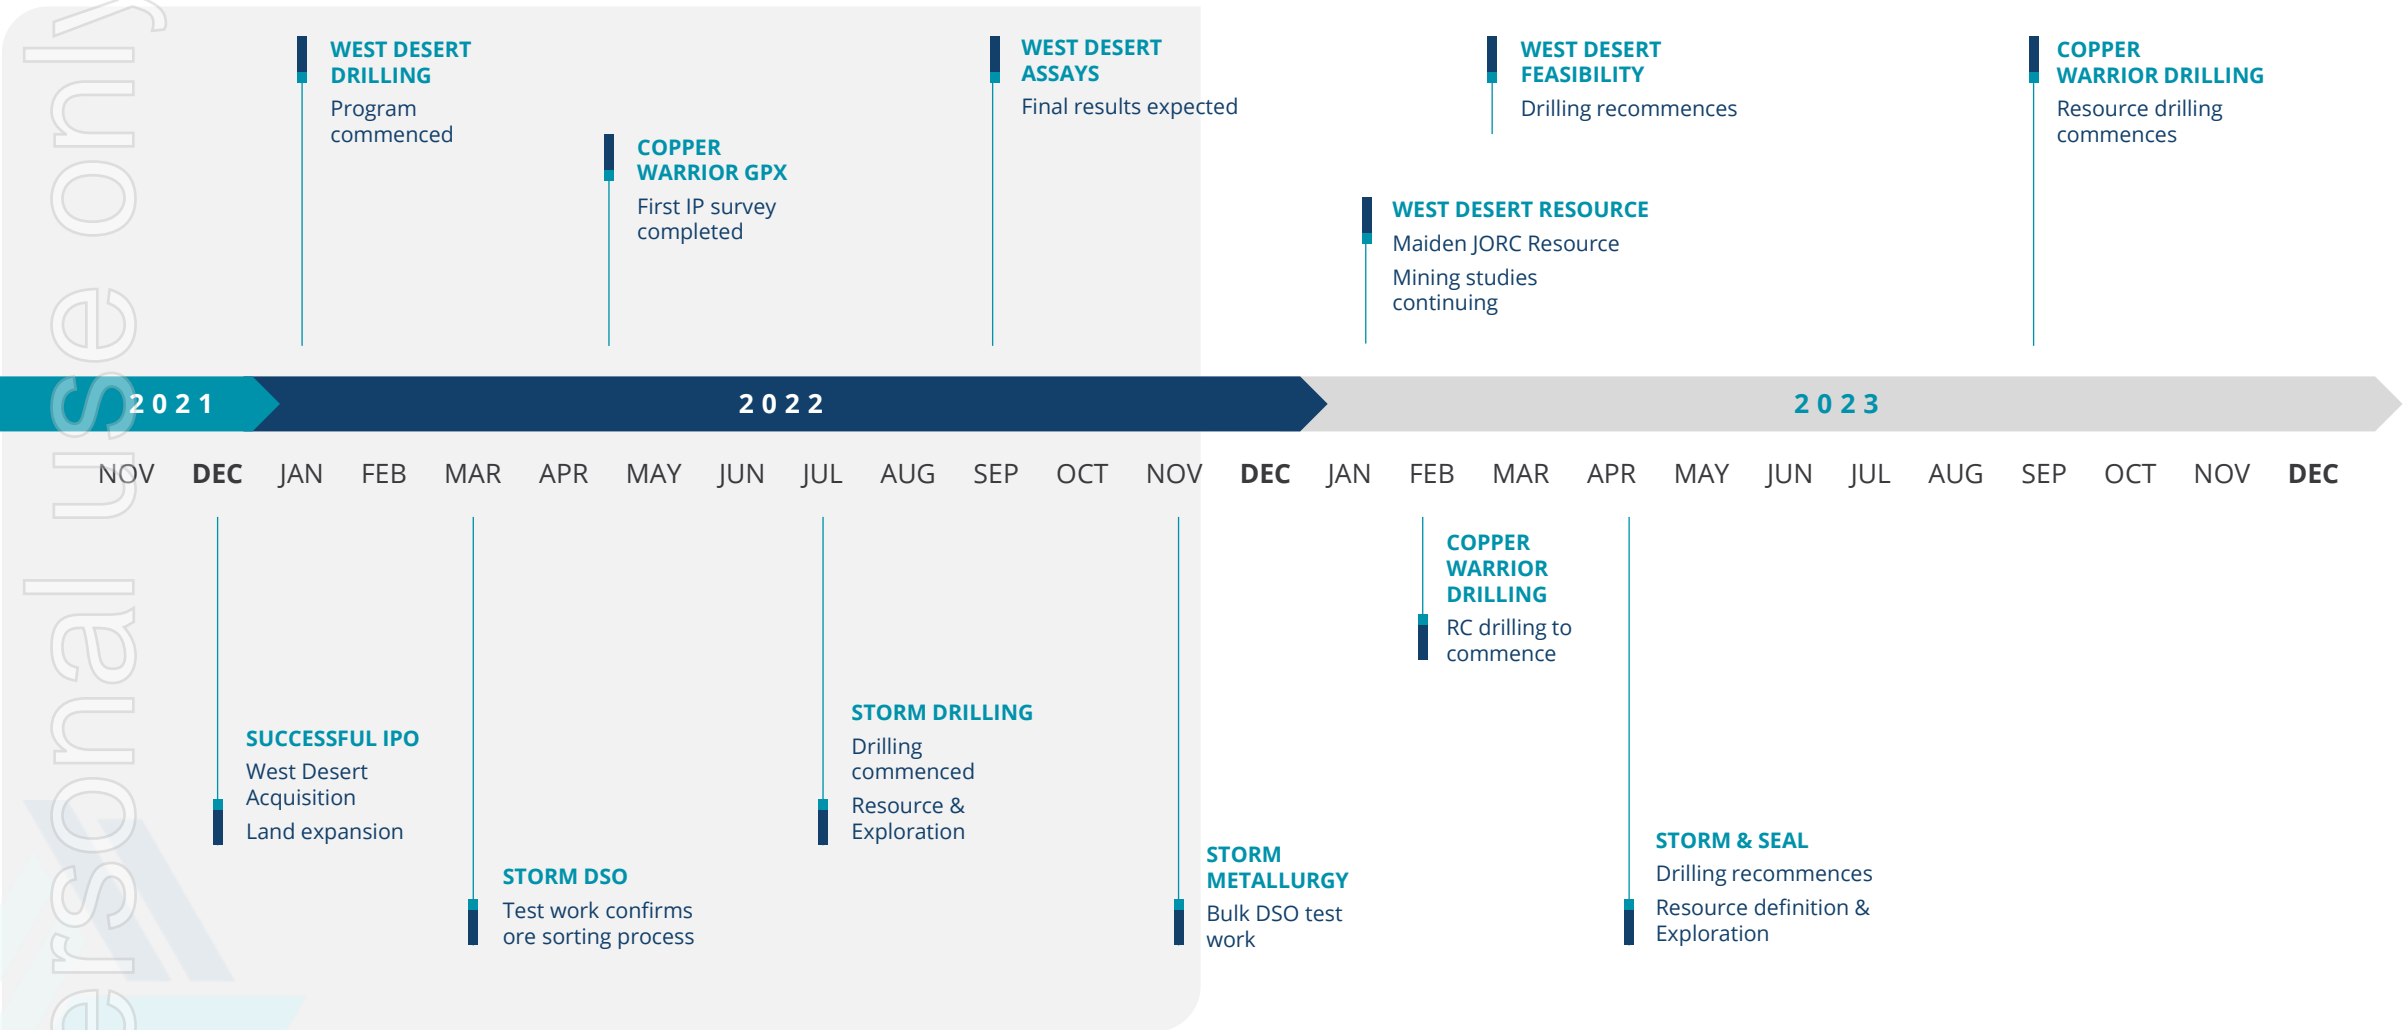 WEST DESERT
DRILLING
Program
commenced
COPPER
WARRIOR GPX
First IP survey
completed
WEST DESERT
ASSAYS
Final results expected
WEST DESERT
FEASIBILITY
Drilling recommences
WEST DESERT RESOURCE
Maiden JORC Resource
Mining studies
continuing
COPPER
WARRIOR DRILLING
Resource drilling
commences
2021 2022 2023
NOV DEC JAN FEB MAR APR MAY JUN JUL AUG SEP OCT NOV DEC JAN FEB MAR APR MAY JUN JUL AUG SEP OCT NOV DEC
SUCCESSFUL IPO
West Desert
Acquisition
Land expansion
STORM DSO
Test work confirms
ore sorting process
STORM DRILLING
Drilling
commenced
Resource &
Exploration
STORM
METALLURGY
Bulk DSO test
work
COPPER
WARRIOR
DRILLING
RC drilling to
commence
STORM & SEAL
Drilling recommences
Resource definition &
Exploration
ersonal use only